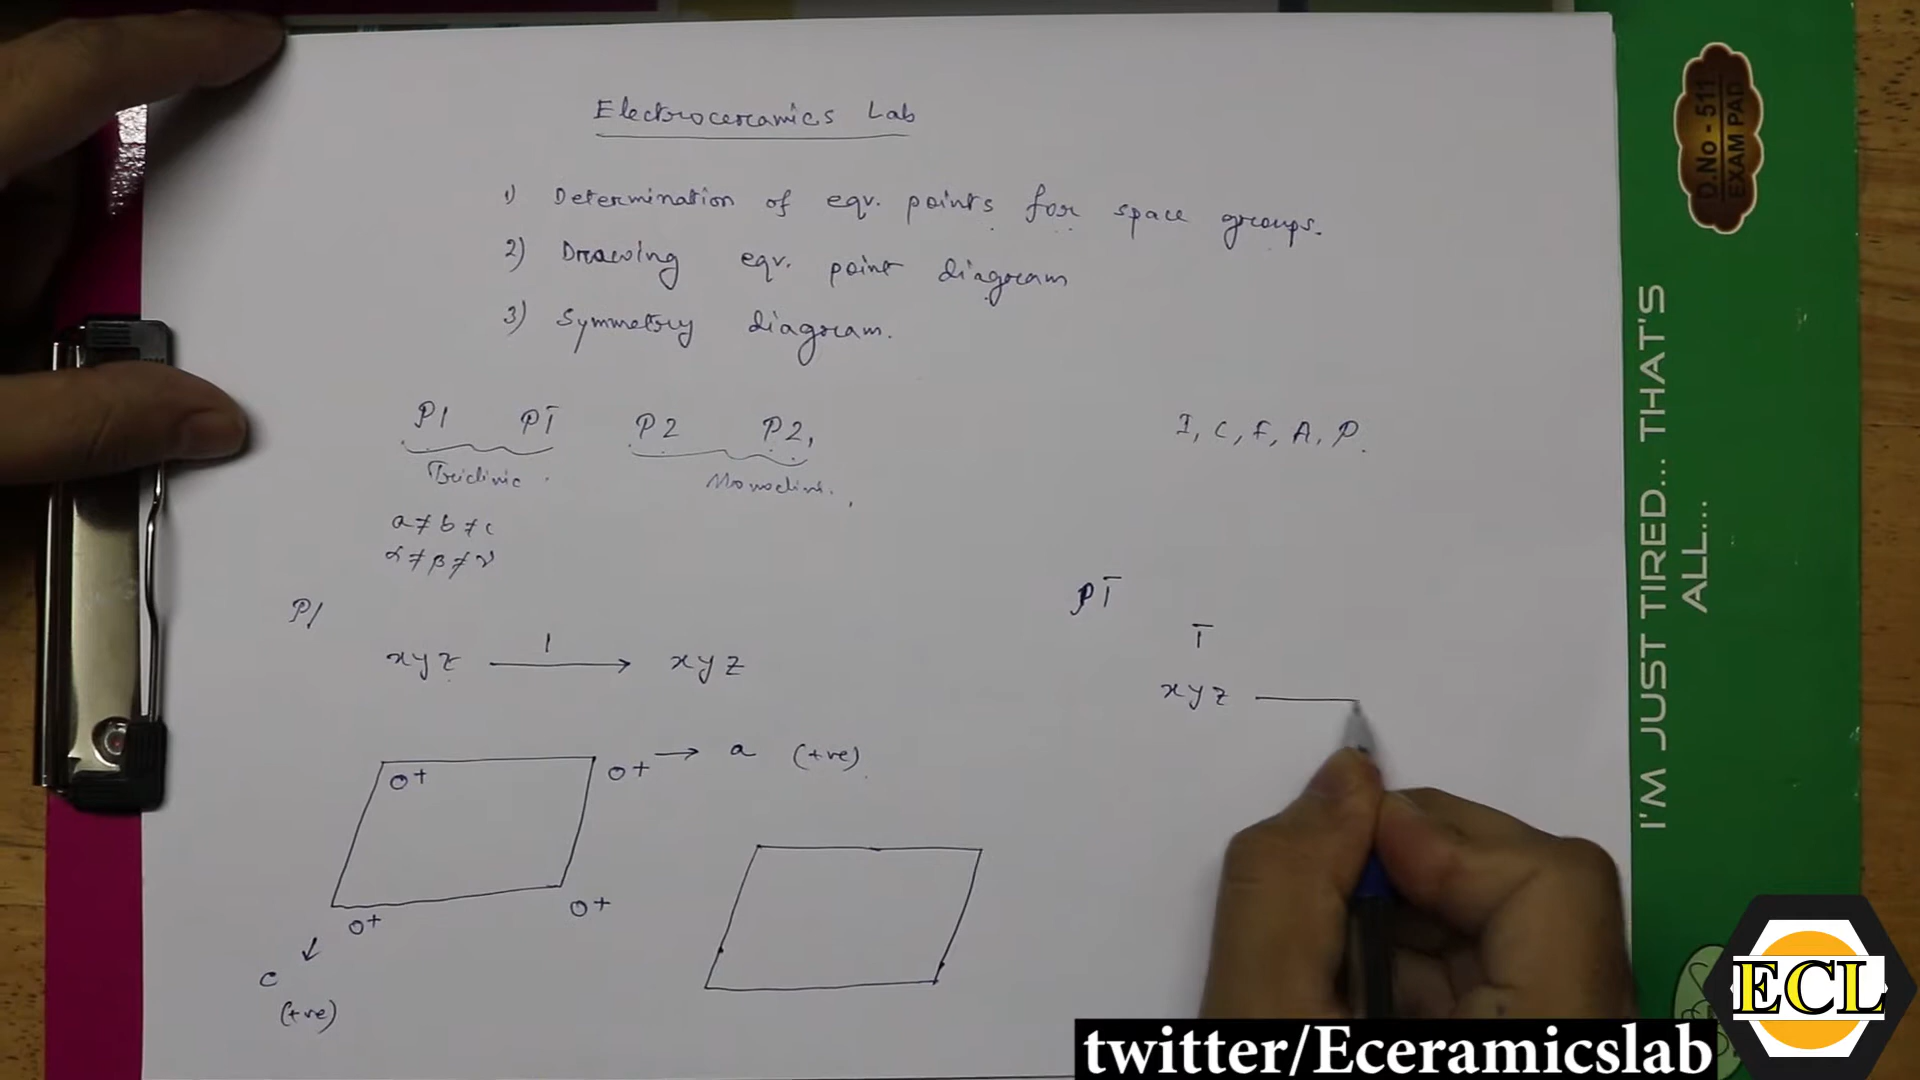 Electroceramics Lab
1) Determination of eqv. points for space groups.
2) Drawing eqv. point diagram
3) Symmetry diagram.
P1 P1̅ P2 P2₁
Triclinic Monoclini.
I, C, F, A, P.
a ≠ b ≠ c
α ≠ β ≠ γ
P1
xyz 1 → xyz
P1̅
1̅
xyz
O+ O+ → a (+ve)
O+ O+
↓
c
(+ve)
D.No - 511
EXAM PAD
I'M JUST TIRED... THAT'S
ALL...
ECL
twitter/Eceramicslab